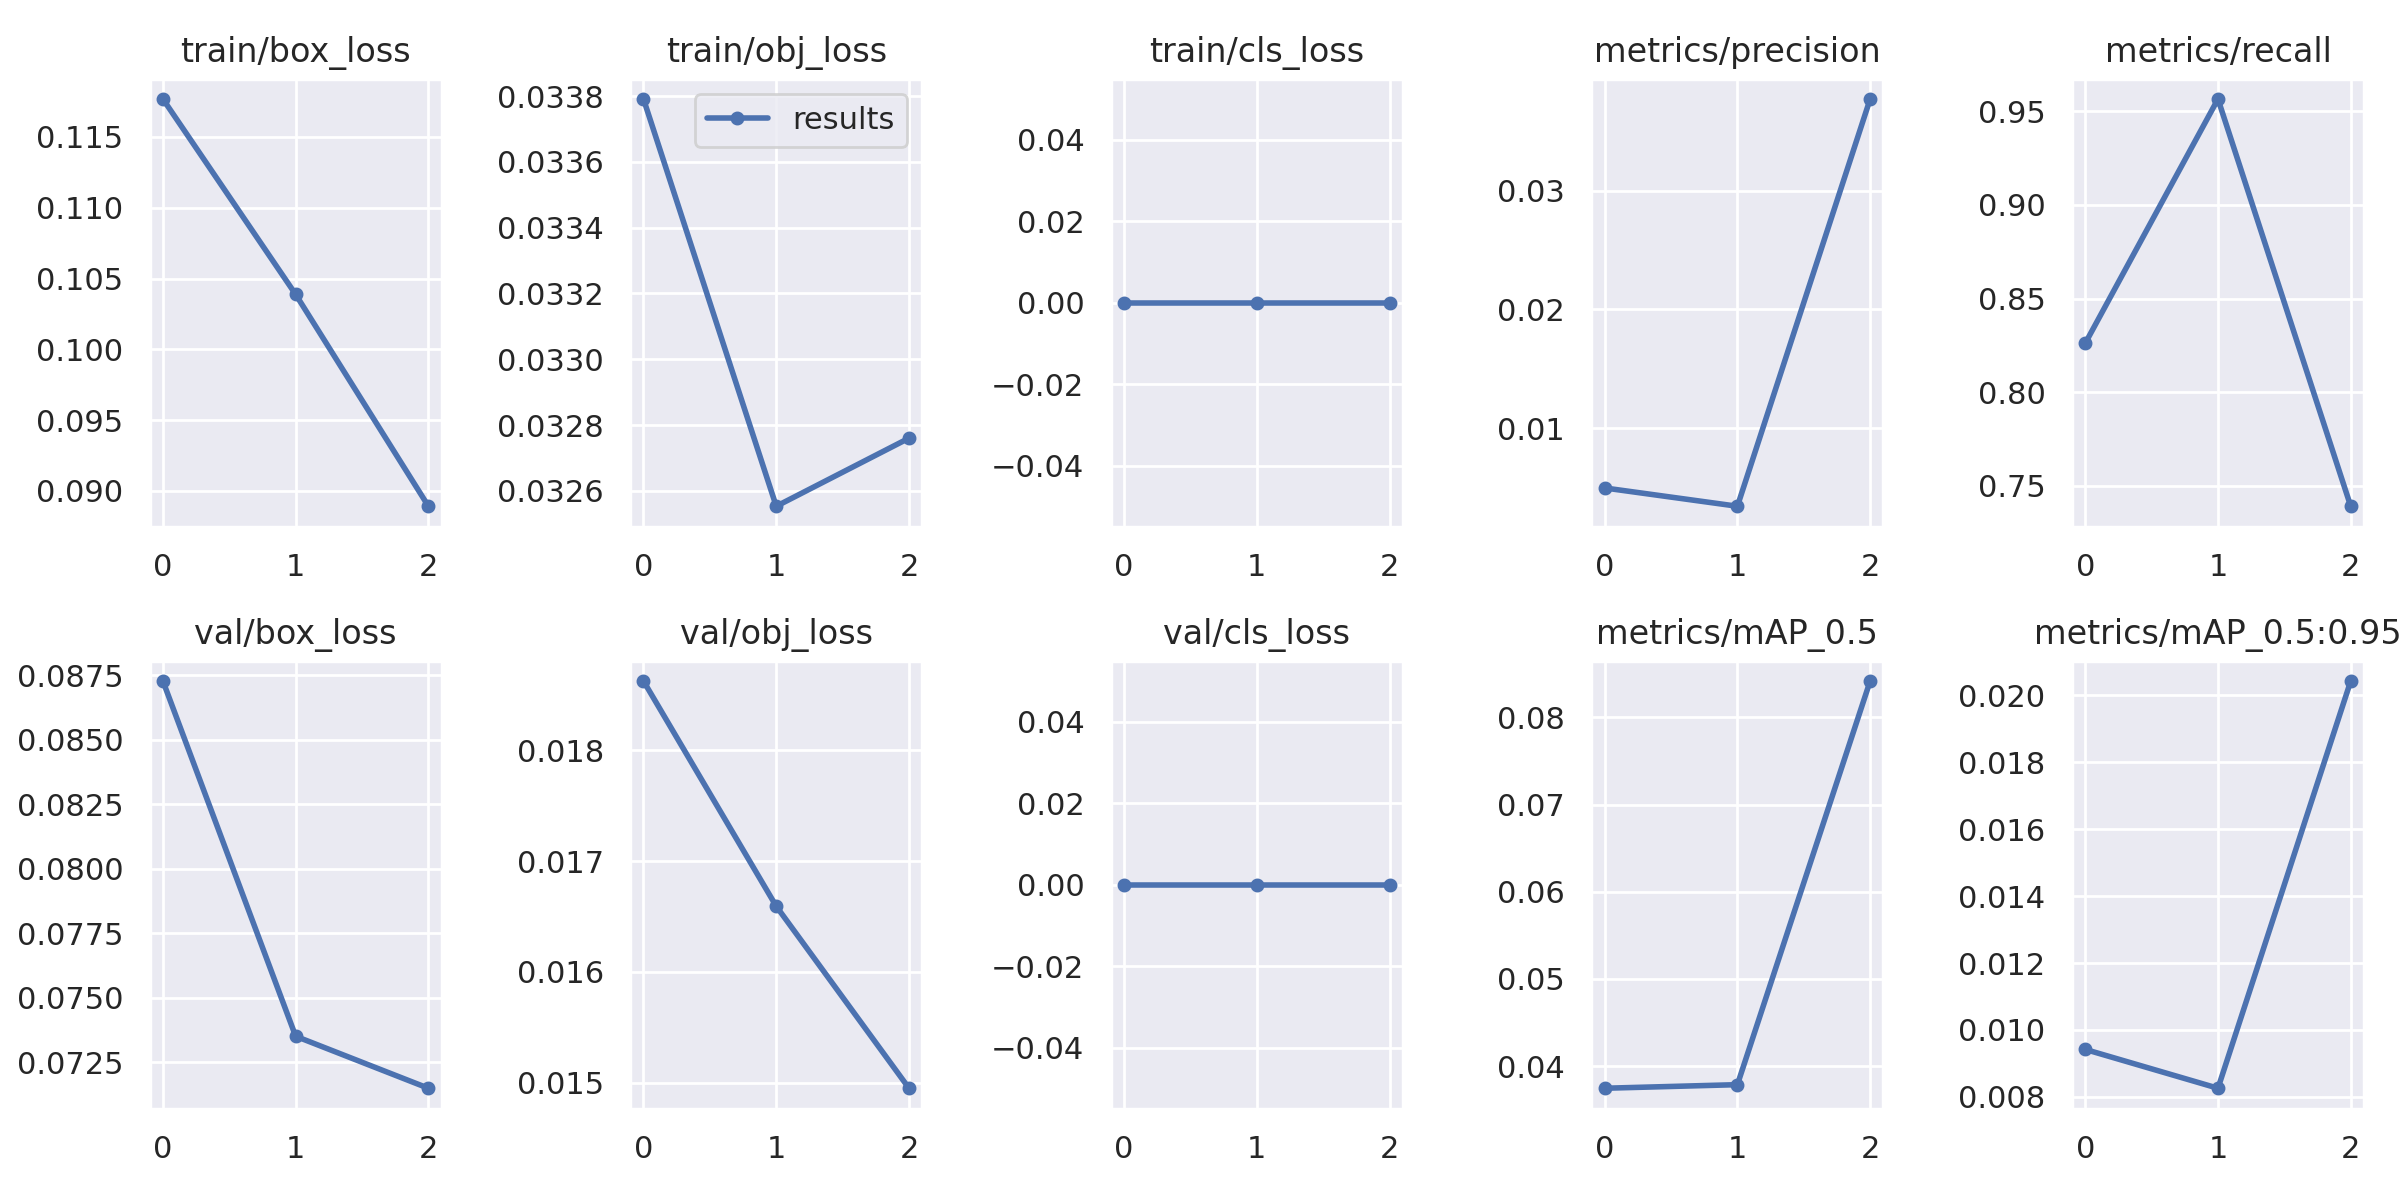 train/box_loss
0.115
0.110
0.105
0.100
0.095
0.090
0 1 2
train/obj_loss
results
0.0338
0.0336
0.0334
0.0332
0.0330
0.0328
0.0326
0 1 2
train/cls_loss
0.04
0.02
0.00
−0.02
−0.04
0 1 2
metrics/precision
0.03
0.02
0.01
0 1 2
metrics/recall
0.95
0.90
0.85
0.80
0.75
0 1 2
val/box_loss
0.0875
0.0850
0.0825
0.0800
0.0775
0.0750
0.0725
0 1 2
val/obj_loss
0.018
0.017
0.016
0.015
0 1 2
val/cls_loss
0.04
0.02
0.00
−0.02
−0.04
0 1 2
metrics/mAP_0.5
0.08
0.07
0.06
0.05
0.04
0 1 2
metrics/mAP_0.5:0.95
0.020
0.018
0.016
0.014
0.012
0.010
0.008
0 1 2